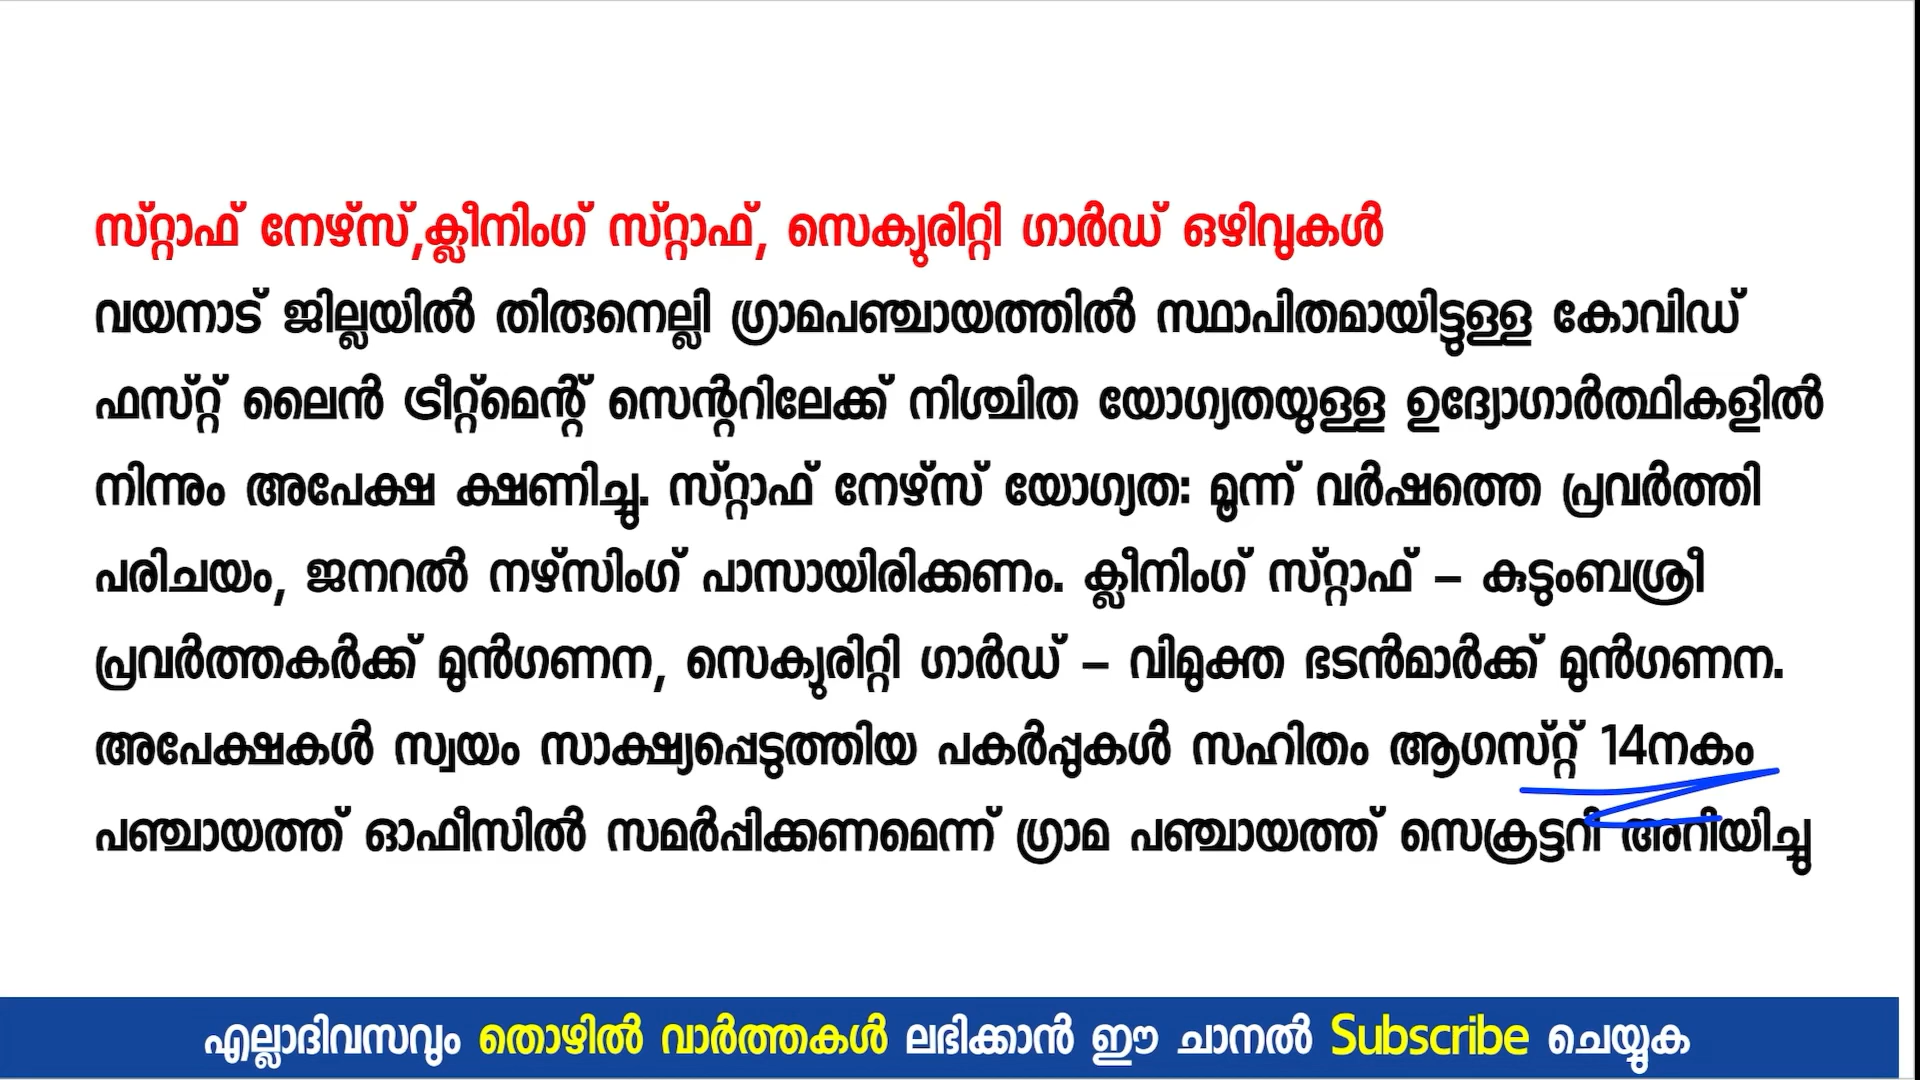 സ്റ്റാഫ് നേഴ്സ്,ക്ലീനിംഗ് സ്റ്റാഫ്, സെക്യുരിറ്റി ഗാർഡ് ഒഴിവുകൾ
വയനാട് ജില്ലയിൽ തിരുനെല്ലി ഗ്രാമപഞ്ചായത്തിൽ സ്ഥാപിതമായിട്ടുള്ള കോവിഡ്
ഫസ്റ്റ് ലൈൻ ട്രീറ്റ്മെന്റ് സെന്ററിലേക്ക് നിശ്ചിത യോഗ്യതയുള്ള ഉദ്യോഗാർത്ഥികളിൽ
നിന്നും അപേക്ഷ ക്ഷണിച്ചു. സ്റ്റാഫ് നേഴ്സ് യോഗ്യത: മൂന്ന് വർഷത്തെ പ്രവർത്തി
പരിചയം, ജനറൽ നഴ്സിംഗ് പാസായിരിക്കണം. ക്ലീനിംഗ് സ്റ്റാഫ് – കുടുംബശ്രീ
പ്രവർത്തകർക്ക് മുൻഗണന, സെക്യുരിറ്റി ഗാർഡ് – വിമുക്ത ഭടൻമാർക്ക് മുൻഗണന.
അപേക്ഷകൾ സ്വയം സാക്ഷ്യപ്പെടുത്തിയ പകർപ്പുകൾ സഹിതം ആഗസ്റ്റ് 14നകം
പഞ്ചായത്ത് ഓഫീസിൽ സമർപ്പിക്കണമെന്ന് ഗ്രാമ പഞ്ചായത്ത് സെക്രട്ടറി അറിയിച്ചു
എല്ലാദിവസവും തൊഴിൽ വാർത്തകൾ ലഭിക്കാൻ ഈ ചാനൽ Subscribe ചെയ്യുക